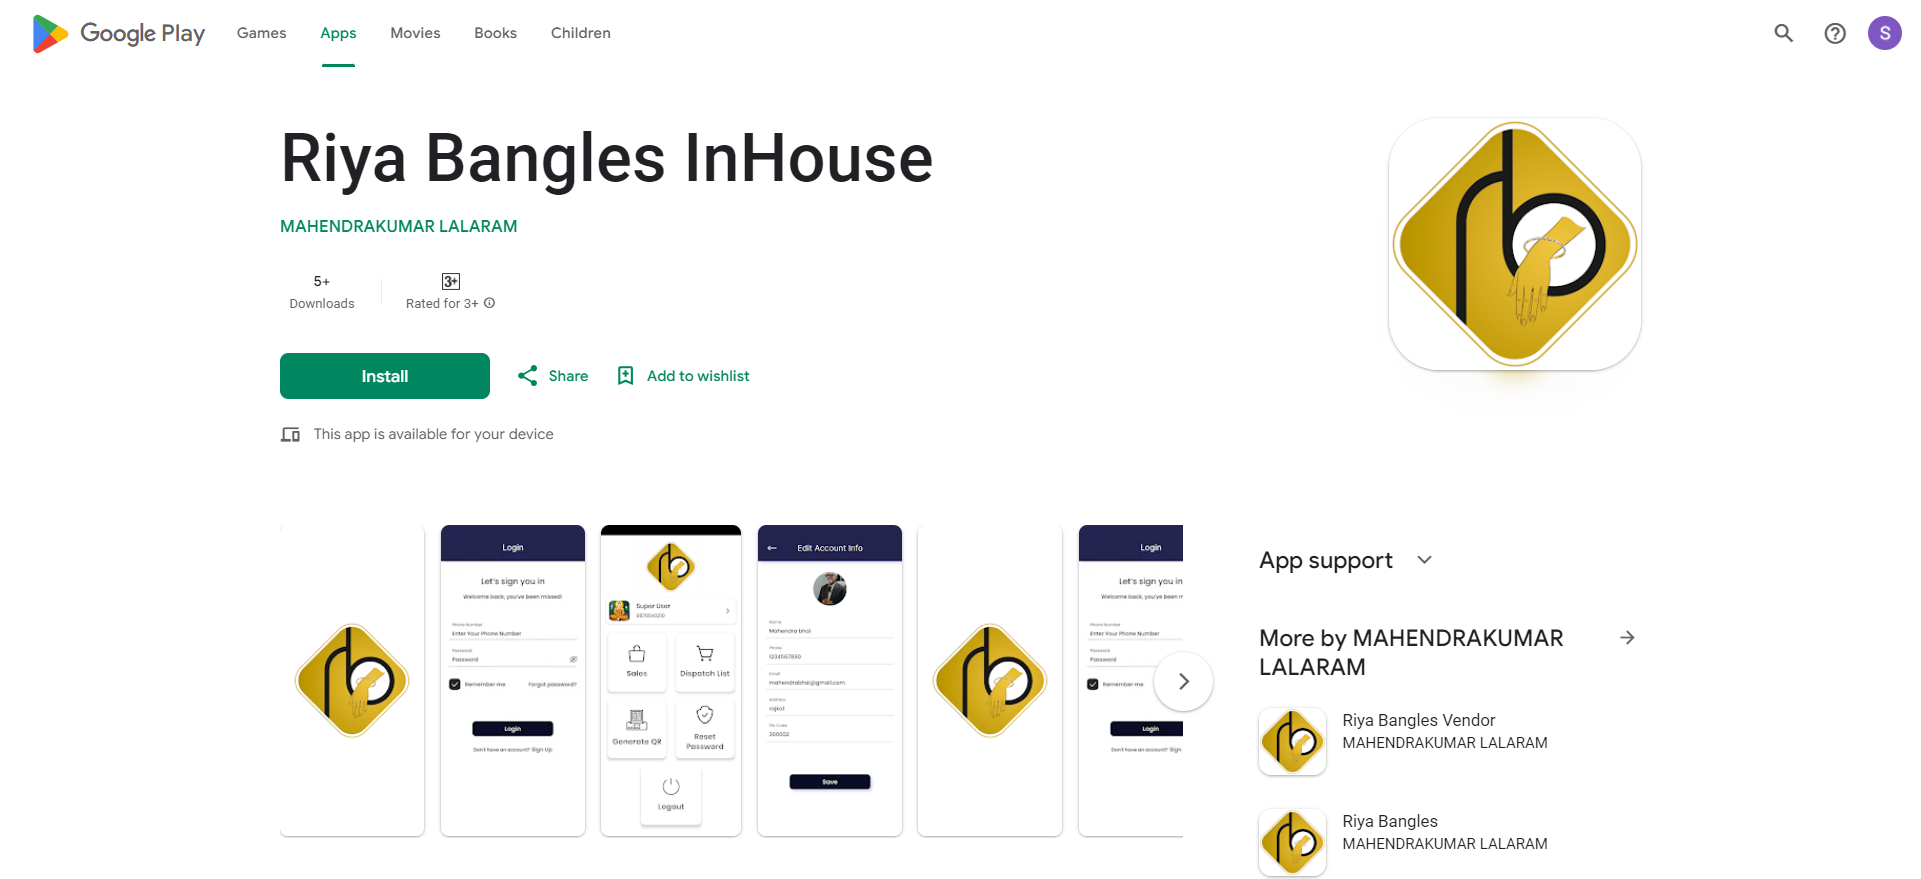 Google Play
Games
Apps
Movies
Books
Children
S
Riya Bangles InHouse
MAHENDRAKUMAR LALARAM
5+
Downloads
3+
Rated for 3+
Install
Share
Add to wishlist
This app is available for your device
Login
Let's sign you in
Welcome back, you've been missed!
Phone Number
Enter Your Phone Number
Password
Password
Remember me
Forgot password?
Login
Don't have an account? Sign Up
Super User
9876543210
Sales
Dispatch List
Generate QR
Reset
Password
Logout
Edit Account Info
Name
Mahendra bhai
Phone
1234567890
Email
mahendrabhai@gmail.com
Address
rajkot
Pin Code
360002
Save
Login
Let's sign you in
Welcome back, you've been m
Phone Number
Enter Your Phone Number
Password
Password
Remember me
Login
Don't have an account? Sign
App support
More by MAHENDRAKUMAR
LALARAM
Riya Bangles Vendor
MAHENDRAKUMAR LALARAM
Riya Bangles
MAHENDRAKUMAR LALARAM